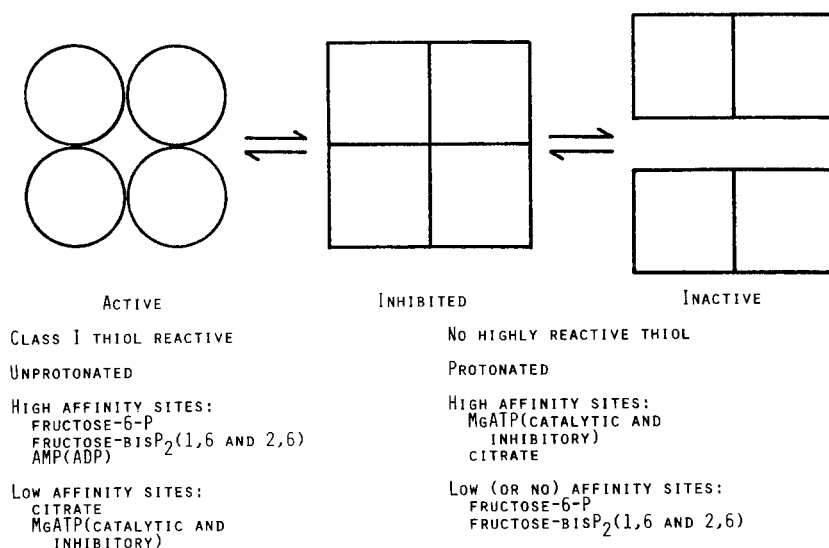 ACTIVE
INHIBITED
INACTIVE
CLASS I THIOL REACTIVE
UNPROTONATED
HIGH AFFINITY SITES:
FRUCTOSE-6-P
FRUCTOSE-BISP₂(1,6 AND 2,6)
AMP(ADP)
LOW AFFINITY SITES:
CITRATE
MGATP(CATALYTIC AND
INHIBITORY)
NO HIGHLY REACTIVE THIOL
PROTONATED
HIGH AFFINITY SITES:
MGATP(CATALYTIC AND
INHIBITORY)
CITRATE
LOW (OR NO) AFFINITY SITES:
FRUCTOSE-6-P
FRUCTOSE-BISP₂(1,6 AND 2,6)